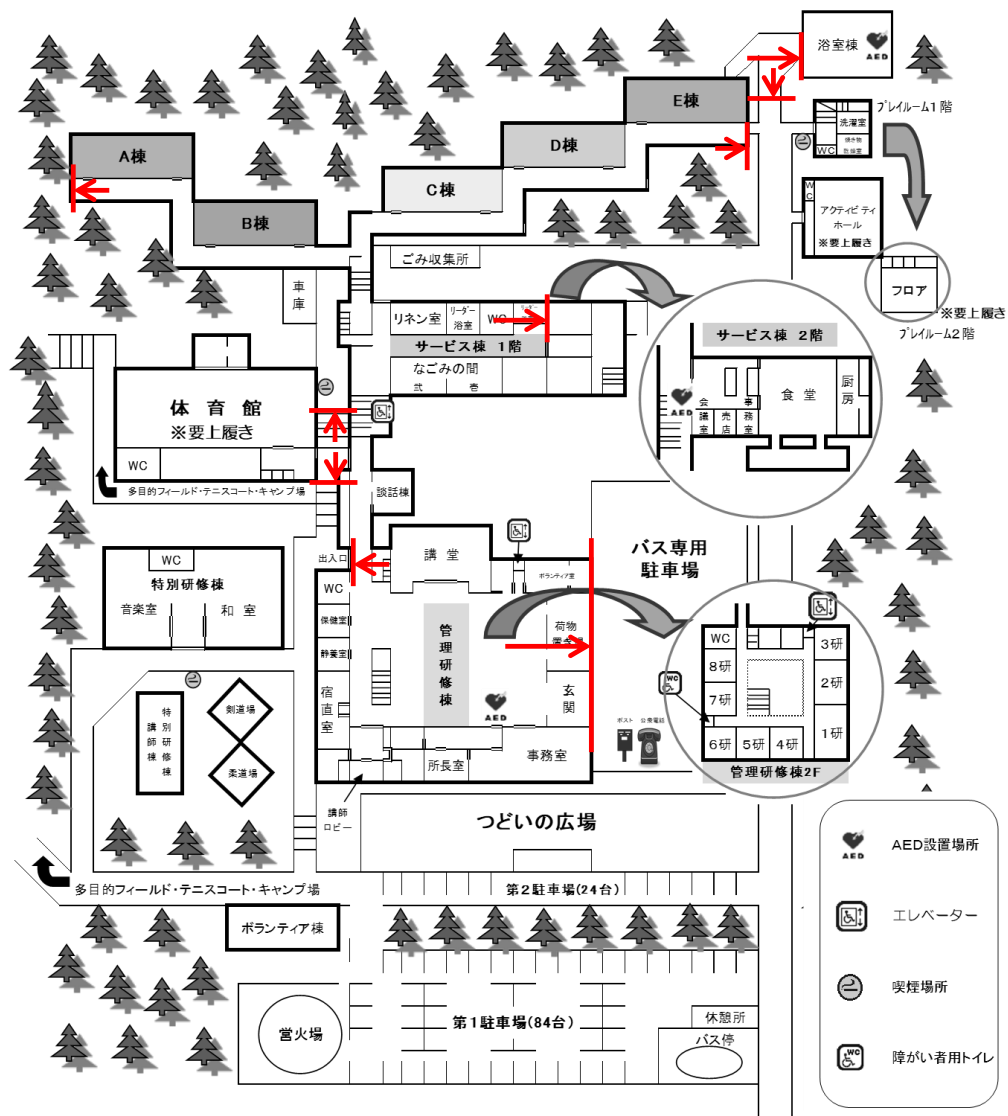 浴室棟
AED
プレイルーム1階
洗濯室
WC
E棟
D棟
C棟
A棟
B棟
WC
アクティビティ
ホール
※要上履き
フロア
※要上履き
プレイルーム2階
ごみ収集所
車庫
リネン室
リーダー
浴室
WC
サービス棟 1階
なごみの間
弐 壱
サービス棟 2階
AED
会議室
売店
事務室
食堂
厨房
体育館
※要上履き
WC
多目的フィールド・テニスコート・キャンプ場
談話棟
出入口
講堂
ボランティア室
バス専用
駐車場
WC
特別研修棟
音楽室
和室
WC
保健室
静養室
宿直室
管理研修棟
荷物
AED
玄関
ポスト 公衆電話
事務室
所長室
講師
ロビー
WC
8研
7研
6研
5研
4研
3研
2研
1研
WC
管理研修棟2F
特別研修棟
講師棟
剣道場
柔道場
つどいの広場
多目的フィールド・テニスコート・キャンプ場
第2駐車場(24台)
ボランティア棟
営火場
第1駐車場(84台)
休憩所
バス停
AED
AED設置場所
エレベーター
喫煙場所
WC
障がい者用トイレ